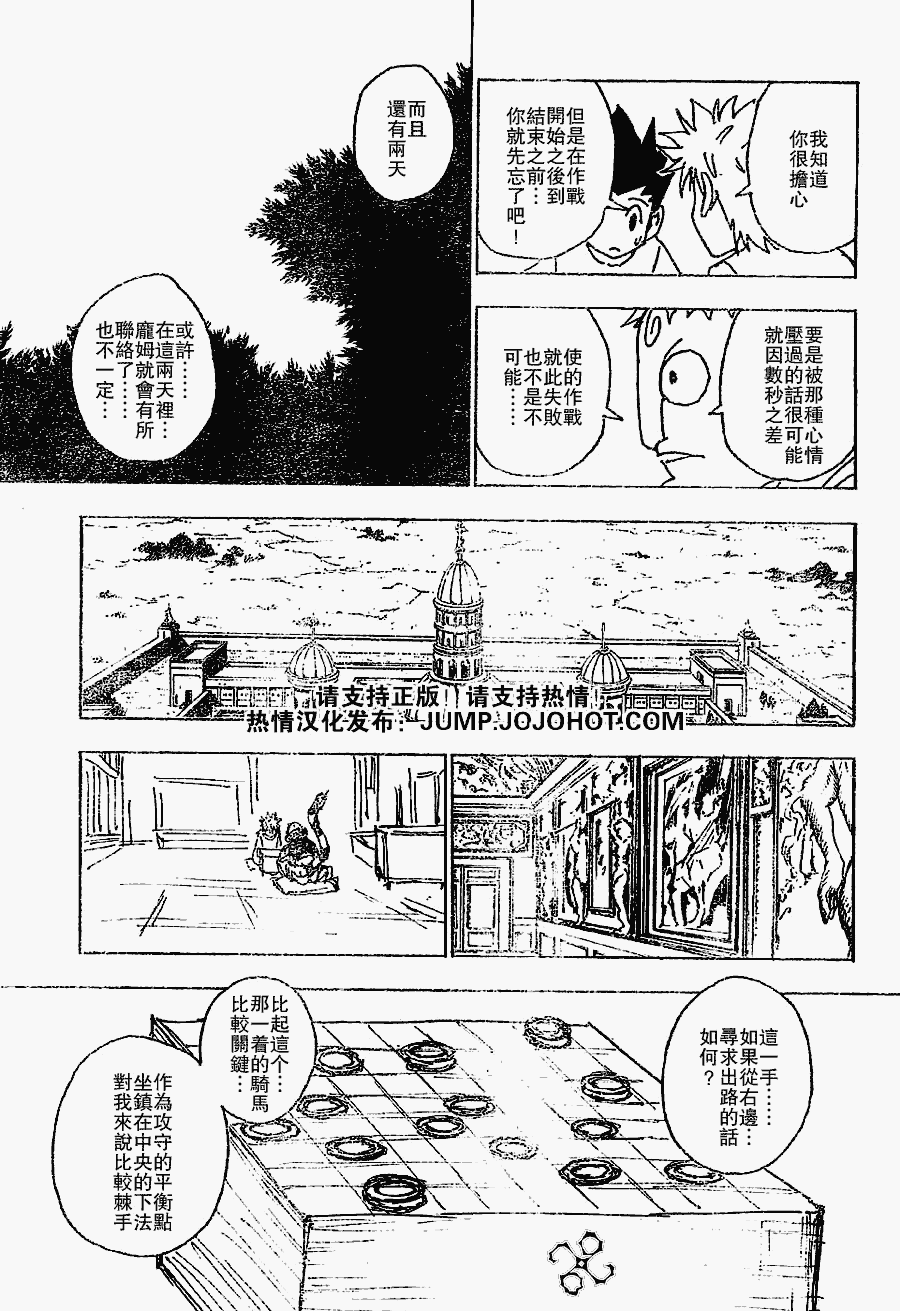 我知道
你很擔心
但是在作戰
開始之後到
結束之前…
你就先忘了吧！
要是被那種心情
壓過的話很可能
就因數秒之差
使的作戰
就此失敗
也不是不
可能……
而且
還有兩天
或許……
在這兩天裡…
龐姆就會有所
聯絡了……
也不一定…
请支持正版！请支持热情！
热情汉化发布：JUMP.JOJOHOT.COM
這一手……
如果從右邊…
尋求出路的話
如何？
比起這个…
那一着的騎馬
比較關鍵…
作為攻守的平衡點
坐鎮在中央的下法
對我來說比較棘手